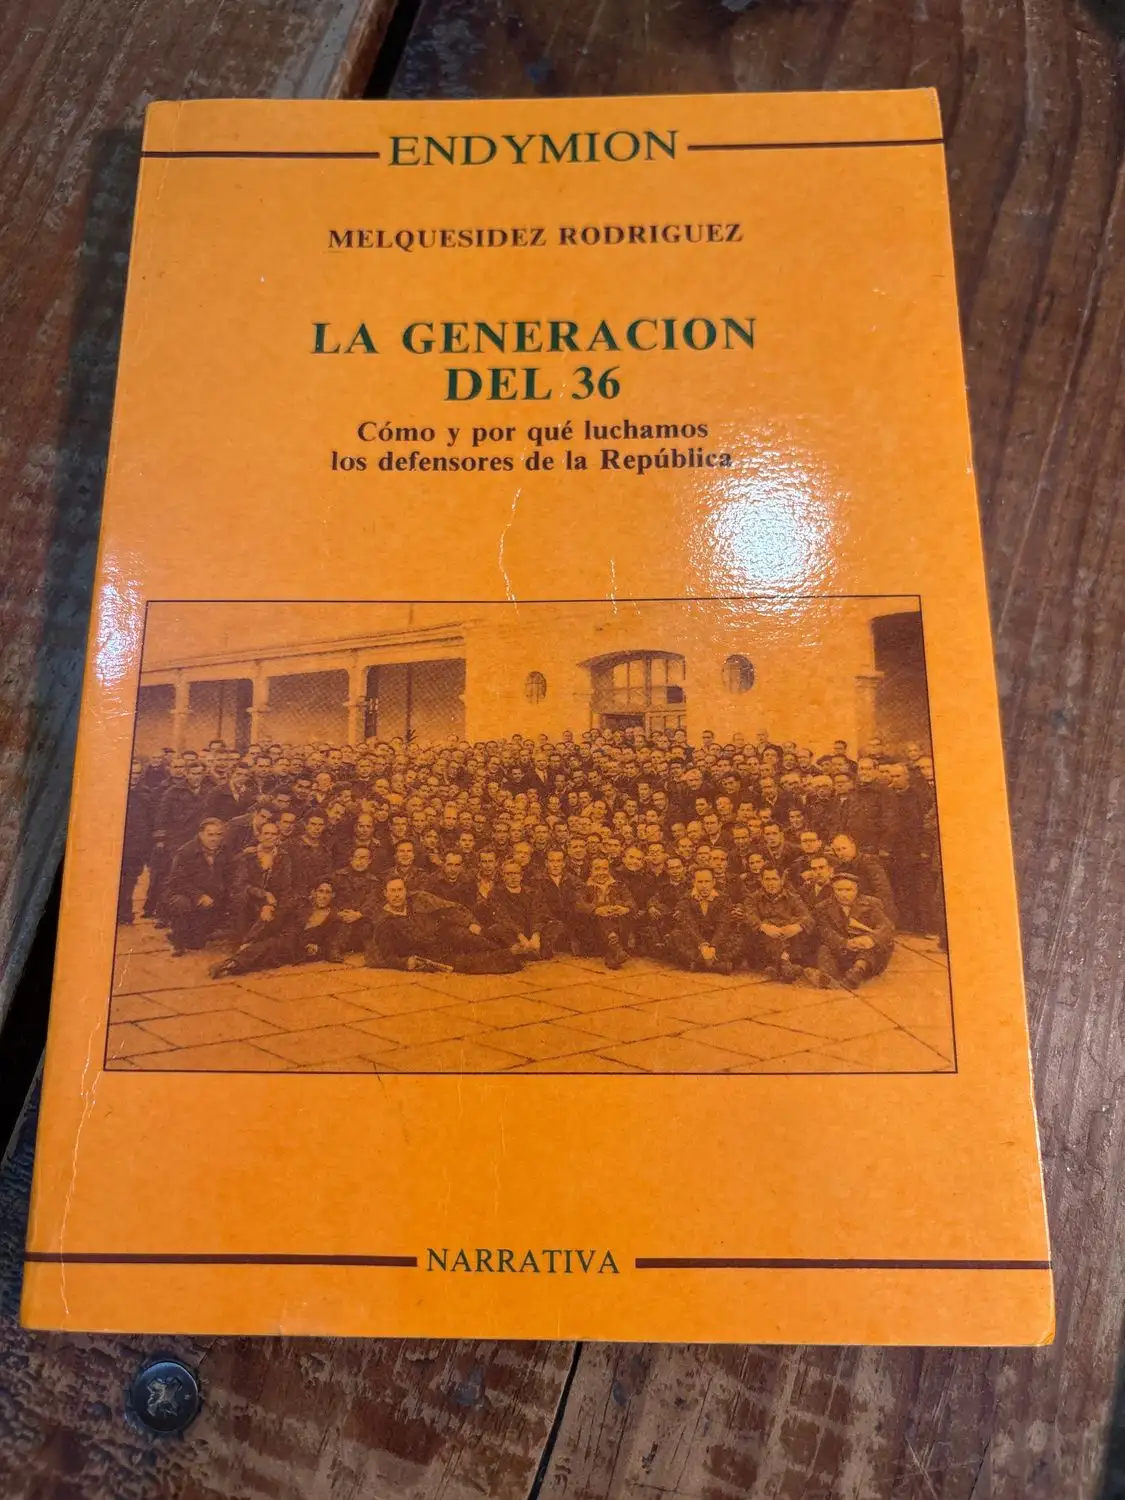 ENDYMION
MELQUESIDEZ RODRIGUEZ
LA GENERACION
DEL 36
Cómo y por qué luchamos
los defensores de la República
NARRATIVA